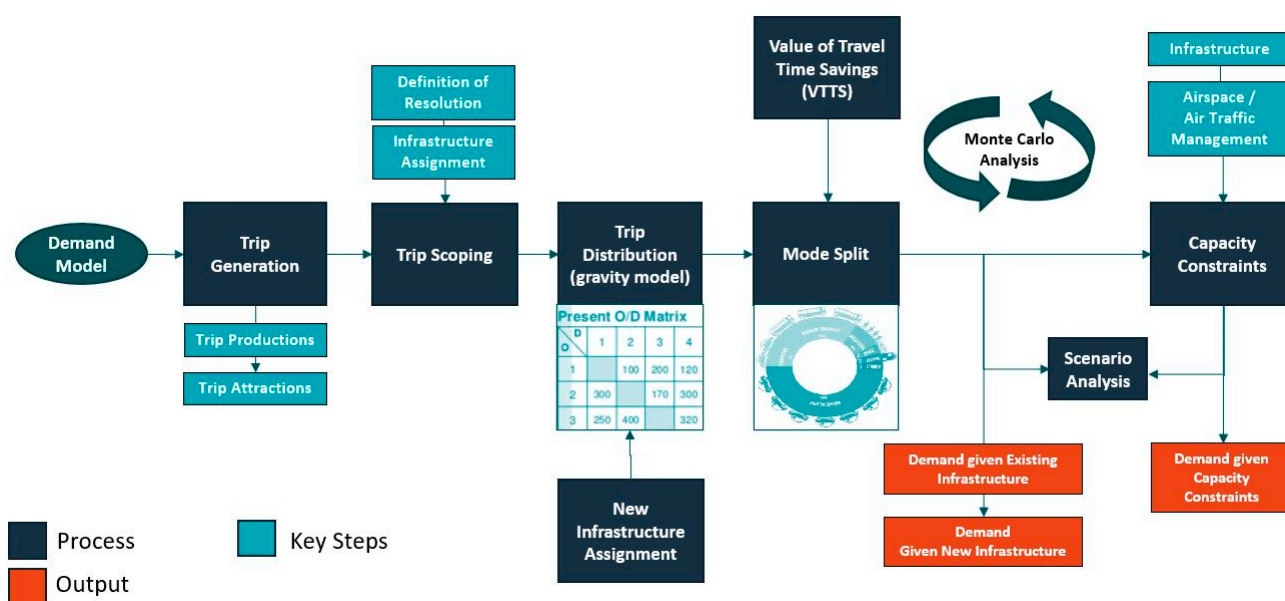 Value of Travel
Time Savings
(VTTS)
Infrastructure
Definition of
Resolution
Airspace /
Air Traffic
Management
Infrastructure
Assignment
Monte Carlo
Analysis
Demand
Model
Trip
Generation
Trip Scoping
Trip
Distribution
(gravity model)
Mode Split
Capacity
Constraints
Trip Productions
Trip Attractions
Present O/D Matrix
D
O
1 2 3 4
1 100 200 120
2 300 170 300
3 250 400 320
Scenario
Analysis
Demand given Existing
Infrastructure
Demand given
Capacity
Constraints
New
Infrastructure
Assignment
Demand
Given New Infrastructure
Process
Key Steps
Output